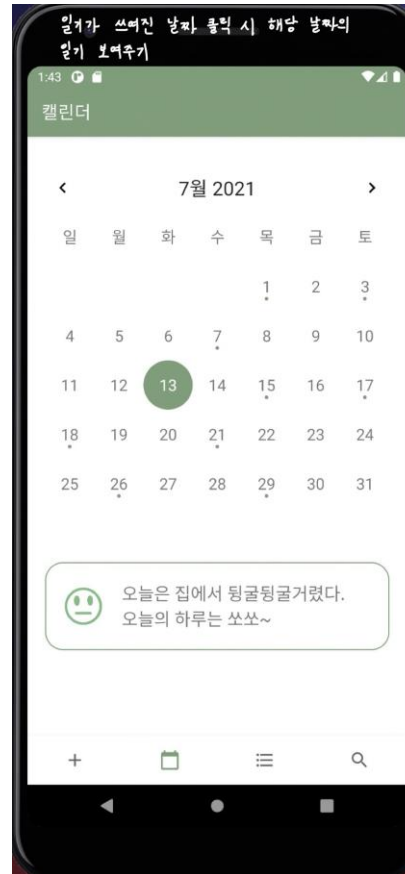 일기가 쓰여진 날짜 클릭 시 해당 날짜의
일기 보여주기
1:43
캘린더
7월 2021
일 월 화 수 목 금 토
1 2 3
4 5 6 7 8 9 10
11 12 13 14 15 16 17
18 19 20 21 22 23 24
25 26 27 28 29 30 31
오늘은 집에서 뒹굴뒹굴거렸다.
오늘의 하루는 쏘쏘~